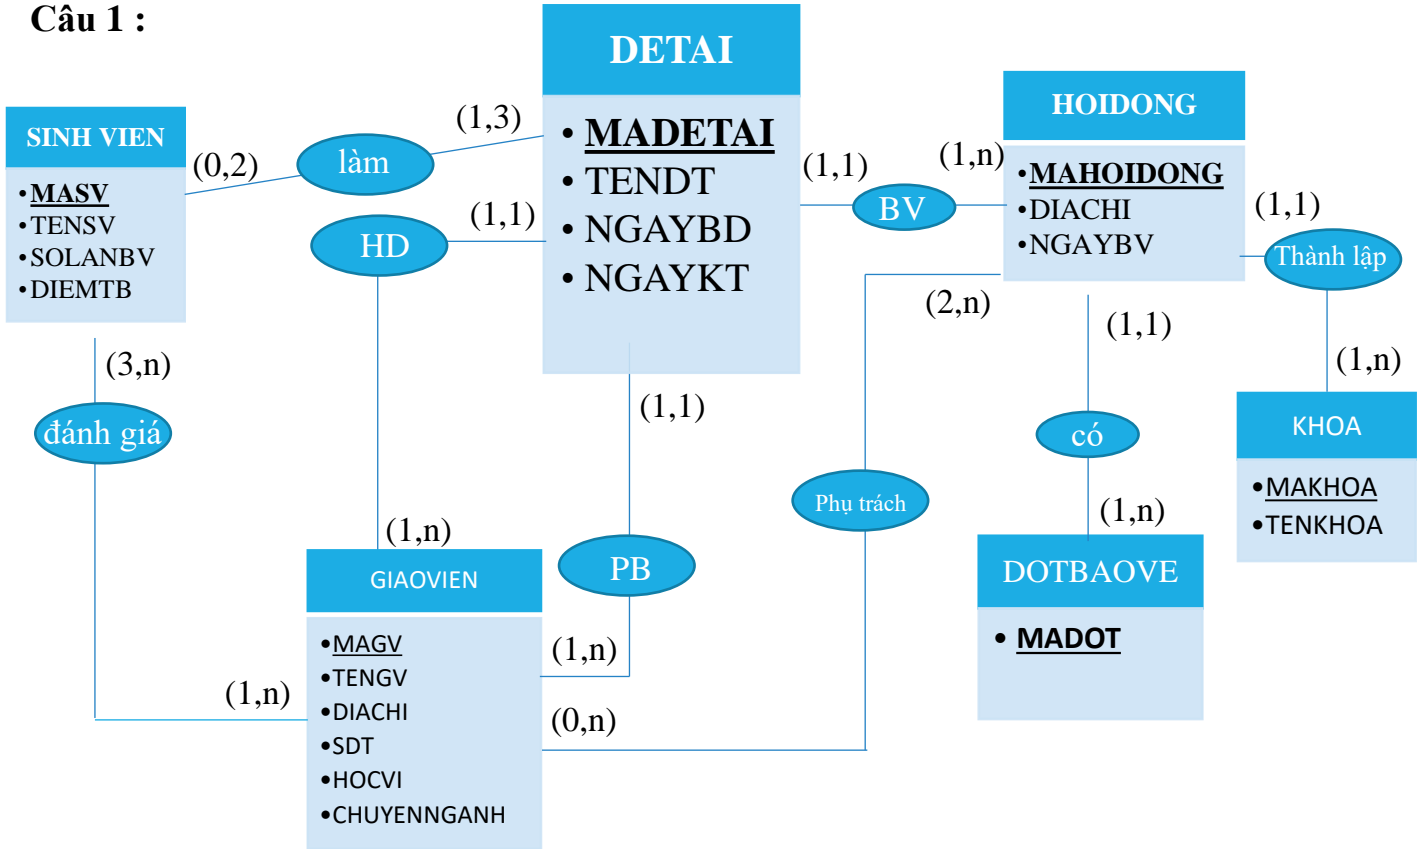 Câu 1 :
DETAI
• MADETAI
• TENDT
• NGAYBD
• NGAYKT
SINH VIEN
•MASV
•TENSV
•SOLANBV
•DIEMTB
(0,2)
làm
(1,3)
HD
(1,1)
(1,1)
BV
(1,n)
HOIDONG
•MAHOIDONG
•DIACHI
•NGAYBV
(1,1)
Thành lập
(1,n)
(2,n)
(1,1)
(3,n)
đánh giá
(1,1)
có
KHOA
•MAKHOA
•TENKHOA
Phụ trách
(1,n)
(1,n)
GIAOVIEN
•MAGV
•TENGV
•DIACHI
•SDT
•HOCVI
•CHUYENNGANH
PB
DOTBAOVE
• MADOT
(1,n)
(1,n)
(0,n)